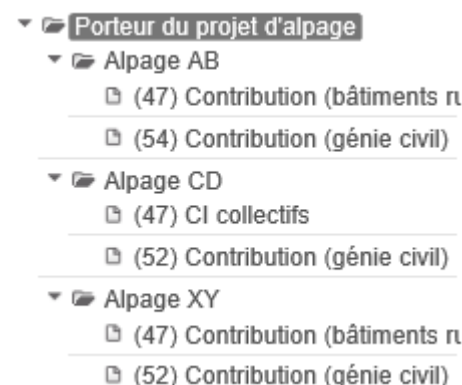 Porteur du projet d'alpage
Alpage AB
(47) Contribution (bâtiments
(54) Contribution (génie civil)
Alpage CD
(47) CI collectifs
(52) Contribution (génie civil)
Alpage XY
(47) Contribution (bâtiments
(52) Contribution (génie civil)